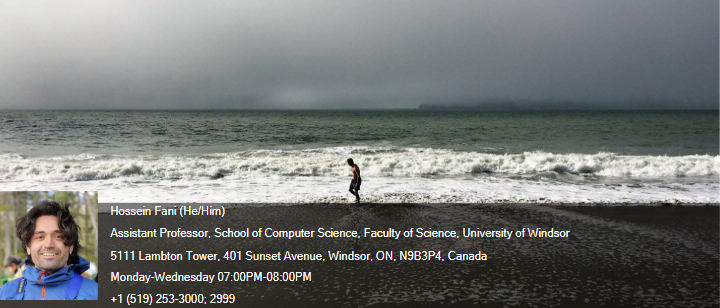 Hossein Fani (He/Him)
Assistant Professor, School of Computer Science, Faculty of Science, University of Windsor
5111 Lambton Tower, 401 Sunset Avenue, Windsor, ON, N9B3P4, Canada
Monday-Wednesday 07:00PM-08:00PM
+1 (519) 253-3000; 2999